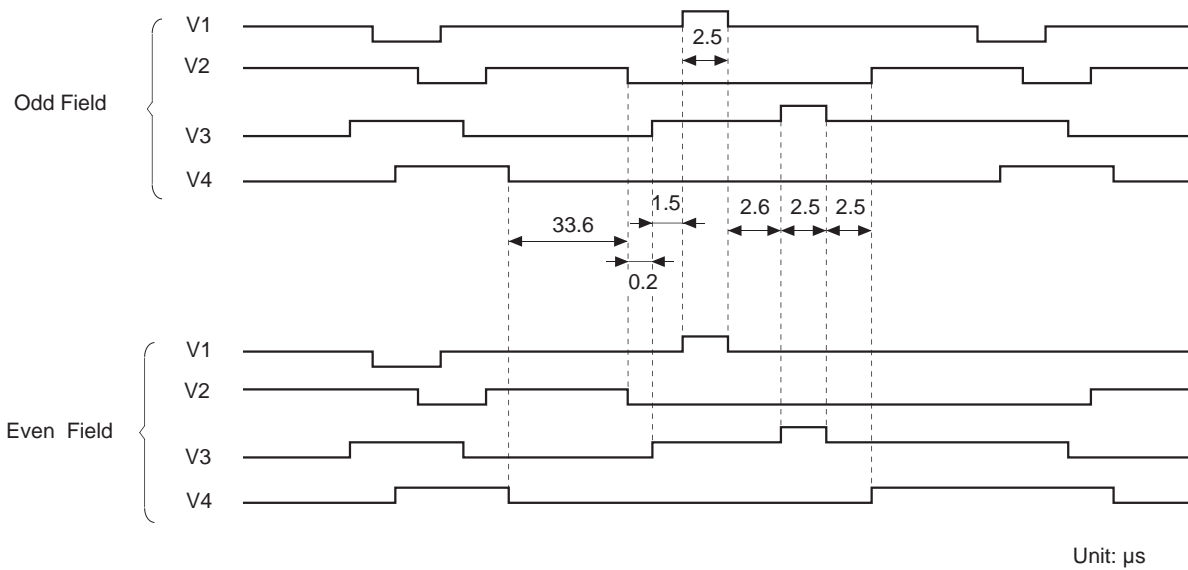 V1
2.5
V2
Odd Field
V3
V4
1.5
2.6 2.5 2.5
33.6
0.2
V1
V2
Even Field
V3
V4
Unit: µs